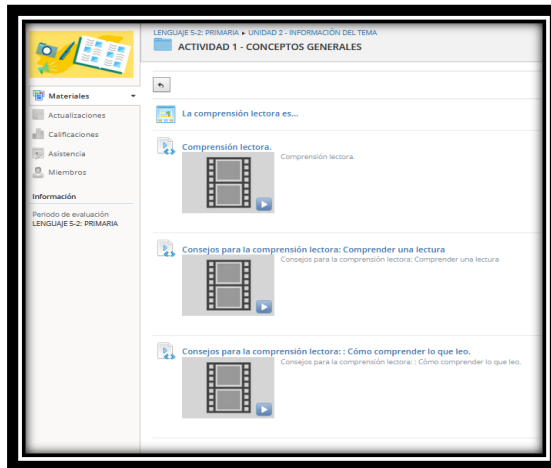 LENGUAJE 5-2: PRIMARIA ▸ UNIDAD 2 - INFORMACIÓN DEL TEMA
ACTIVIDAD 1 - CONCEPTOS GENERALES
Materiales
Actualizaciones
Calificaciones
Asistencia
Miembros
Información
Periodo de evaluación
LENGUAJE 5-2: PRIMARIA
La comprensión lectora es...
Comprensión lectora.
Comprensión lectora.
Consejos para la comprensión lectora: Comprender una lectura
Consejos para la comprensión lectora: Comprender una lectura
Consejos para la comprensión lectora: : Cómo comprender lo que leo.
Consejos para la comprensión lectora: : Cómo comprender lo que leo.